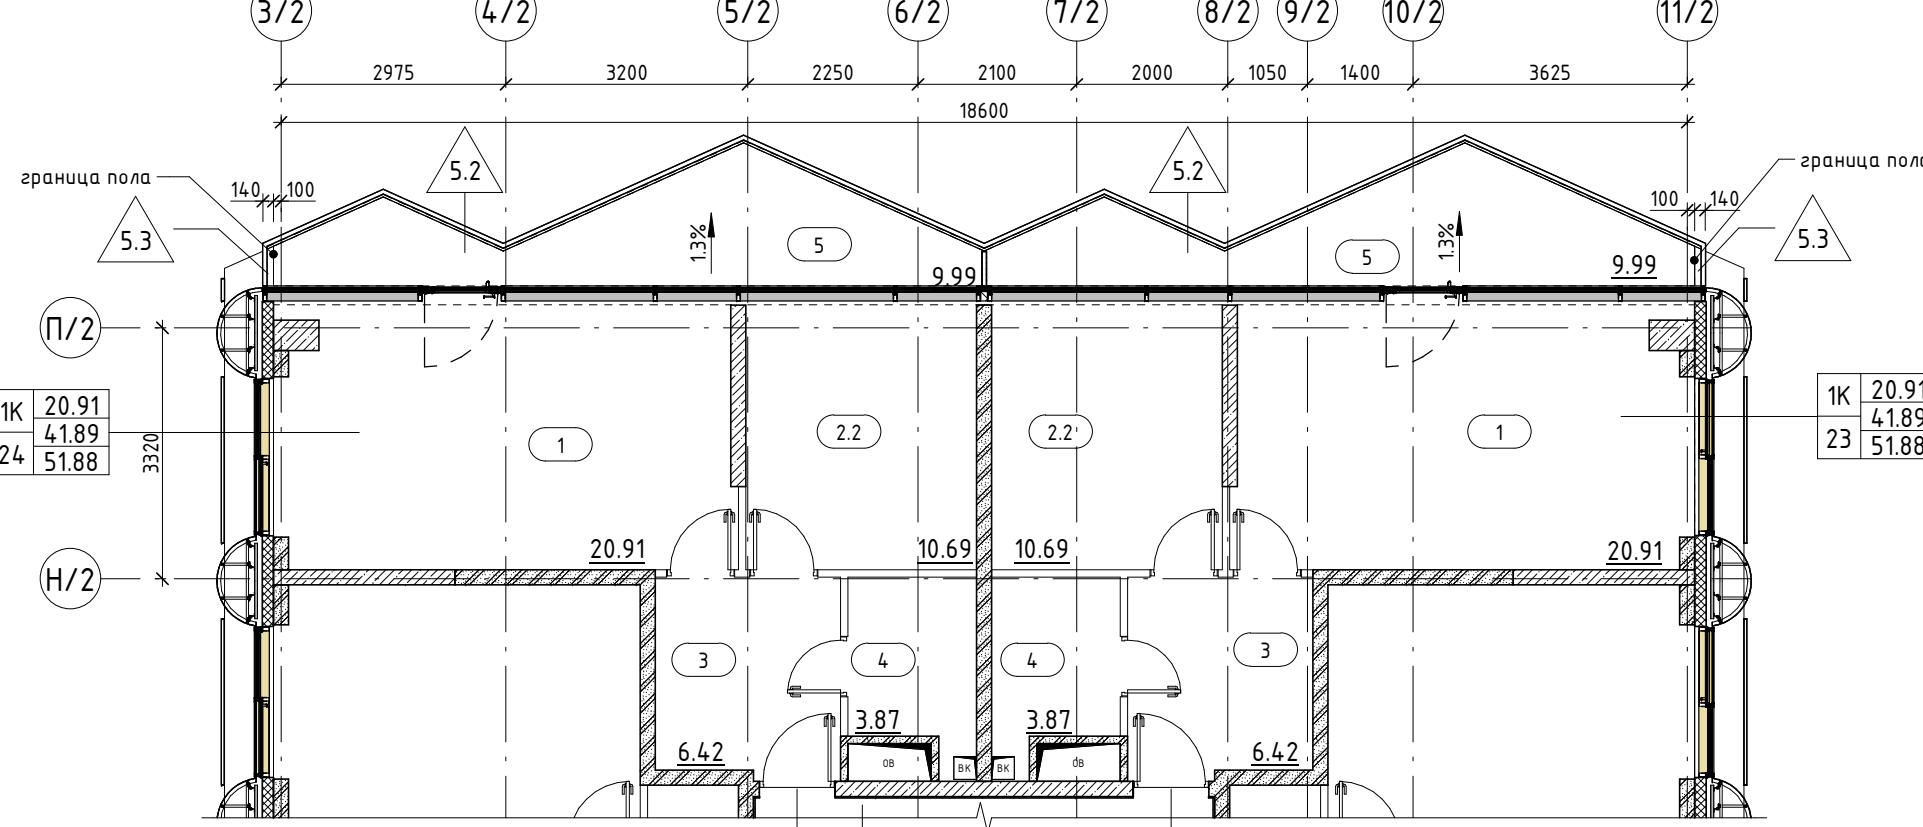 3/2 4/2 5/2 6/2 7/2 8/2 9/2 10/2 11/2
2975 3200 2250 2100 2000 1050 1400 3625
18600
5.2 5.2
граница пола граница пола
140 100 100 140
5.3 5.3
1.3% 5 1.3% 5
9.99 9.99
П/2
1К 20.91
41.89
24 51.88
1К 20.91
41.89
23 51.88
3320
1 2.2 2.2 1
20.91 10.69 10.69 20.91
Н/2
3 4 4 3
3.87 3.87
6.42 6.42
ОВ ВК ВК ОВ